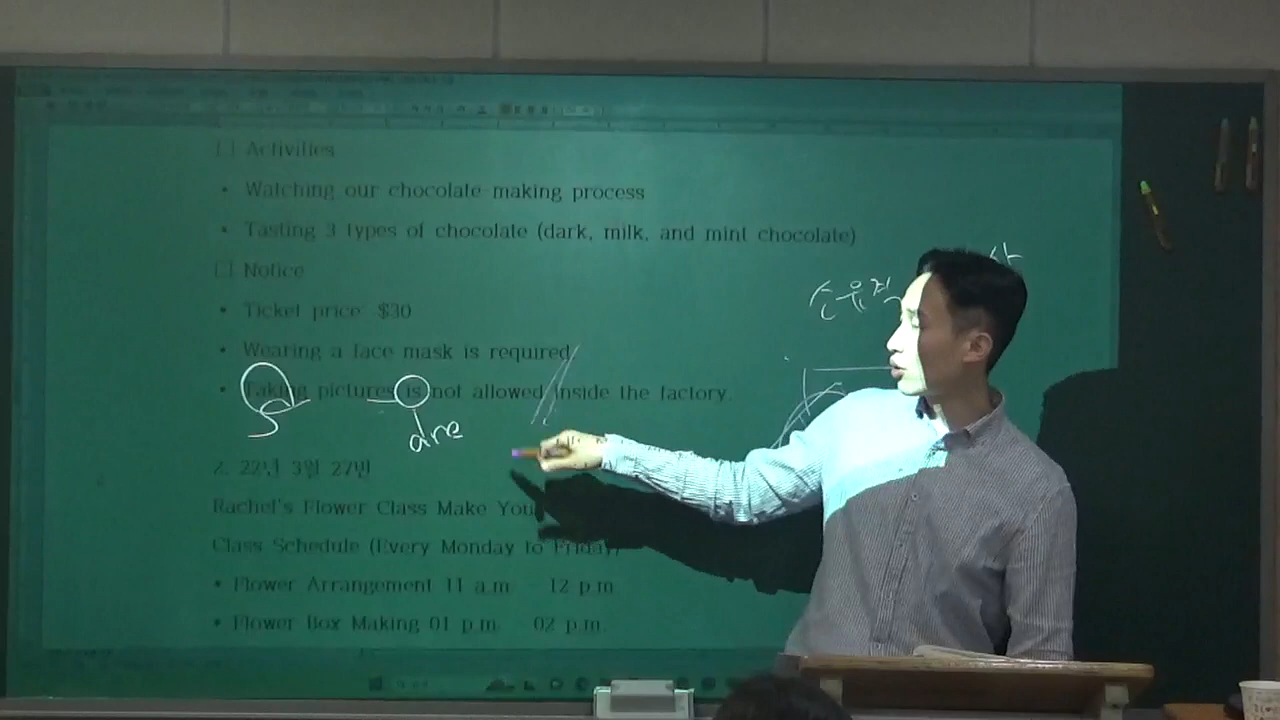 □ Activities
• Watching our chocolate making process
• Tasting 3 types of chocolate (dark, milk, and mint chocolate)
□ Notice
• Ticket price $30
• Wearing a face mask is required
• Taking pictures is not allowed inside the factory.
S
are
2. 22년 3월 27번
Rachel's Flower Class Make You
Class Schedule (Every Monday to Friday)
• Flower Arrangement 11 a.m. 12 p.m.
• Flower Box Making 01 p.m. 02 p.m.